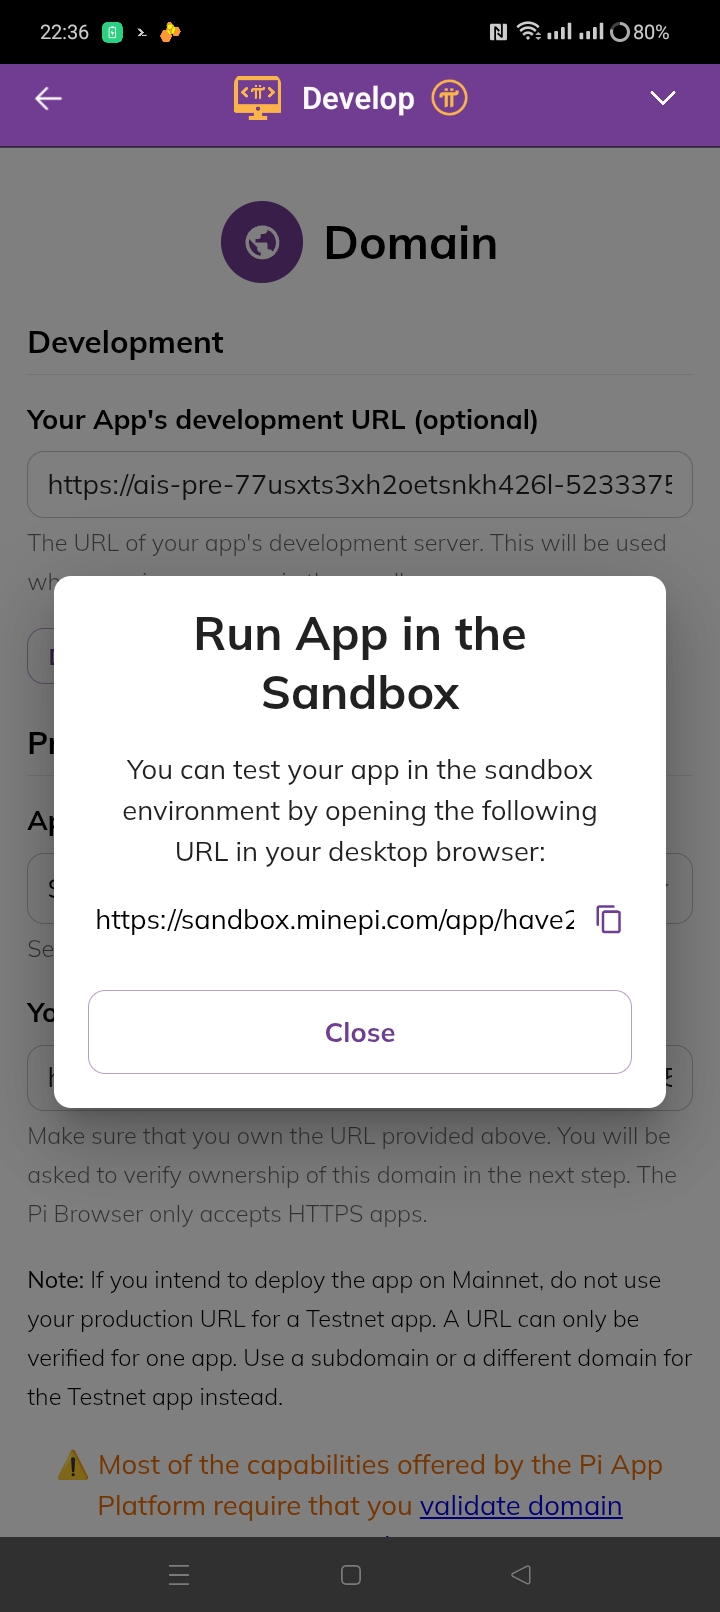 22:36
80%
Develop
Domain
Development
Your App's development URL (optional)
https://ais-pre-77usxts3xh2oetsnkh426l-5233375
The URL of your app's development server. This will be used
Run App in the
Sandbox
You can test your app in the sandbox
environment by opening the following
URL in your desktop browser:
https://sandbox.minepi.com/app/have2
Close
Make sure that you own the URL provided above. You will be
asked to verify ownership of this domain in the next step. The
Pi Browser only accepts HTTPS apps.
Note: If you intend to deploy the app on Mainnet, do not use
your production URL for a Testnet app. A URL can only be
verified for one app. Use a subdomain or a different domain for
the Testnet app instead.
⚠️ Most of the capabilities offered by the Pi App
Platform require that you validate domain